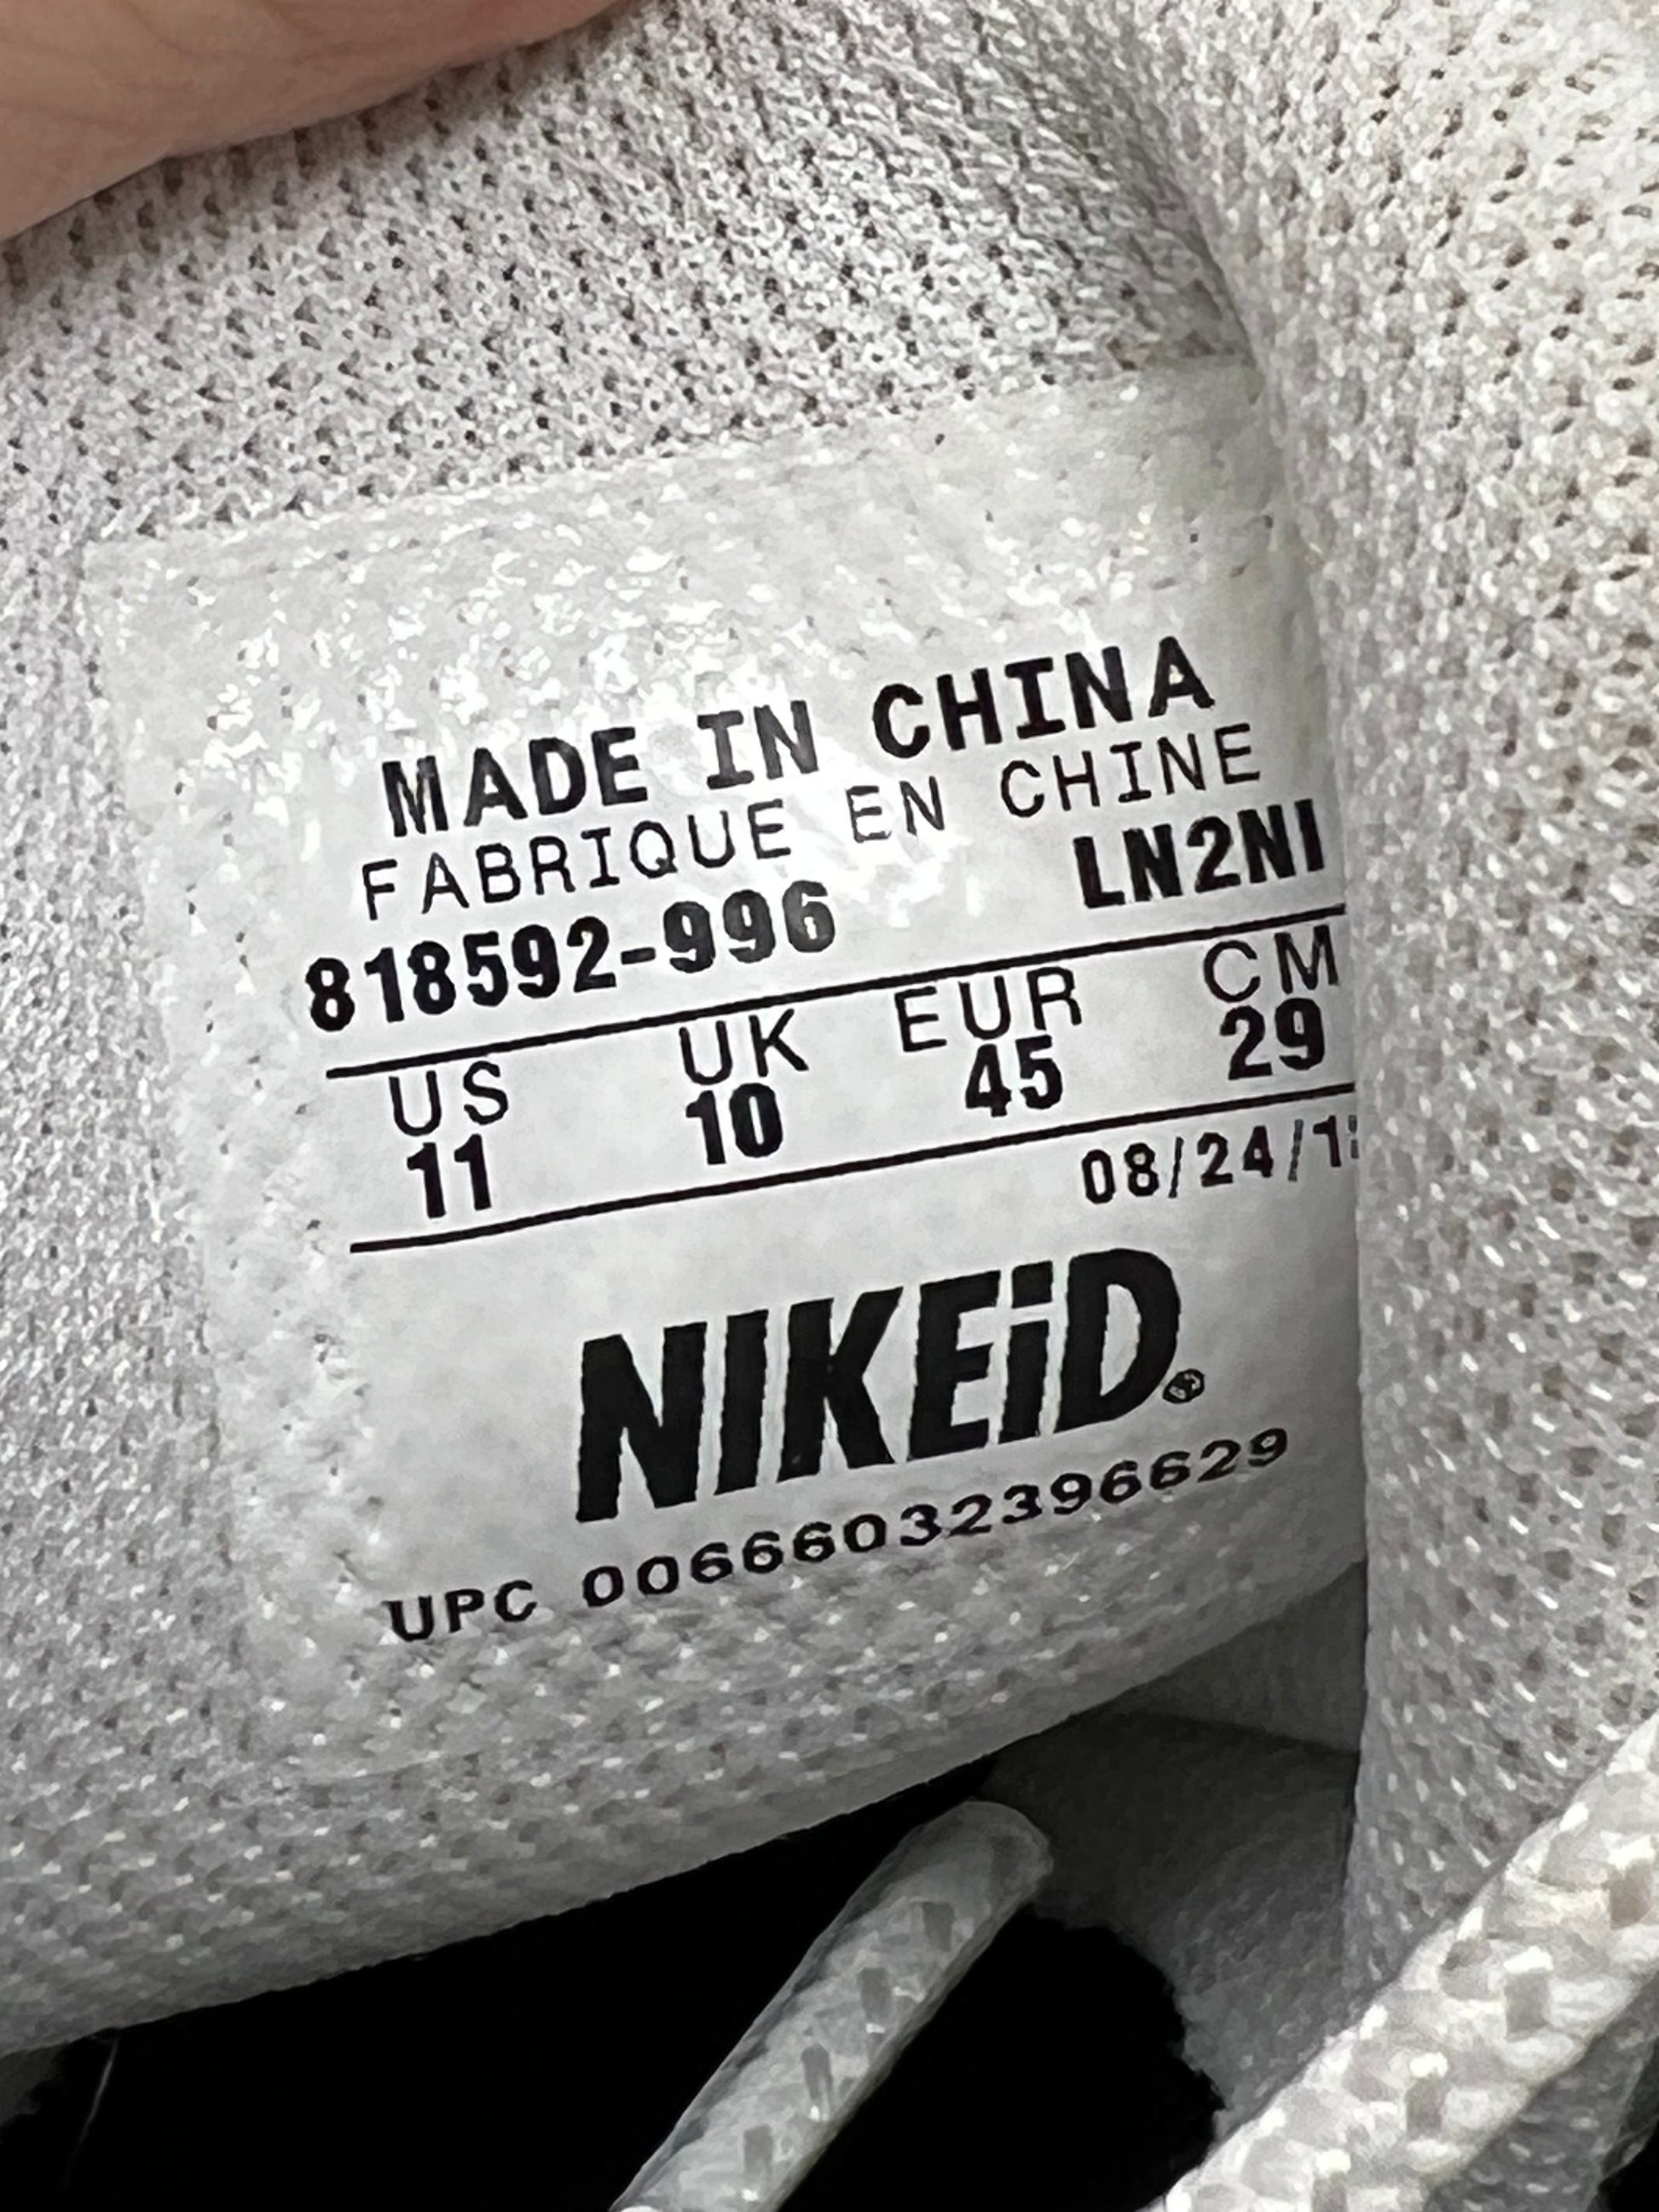 MADE IN CHINA
FABRIQUE EN CHINE
818592-996 LN2NI
US UK EUR CM
11 10 45 29
NIKEiD®
UPC 00666032396629